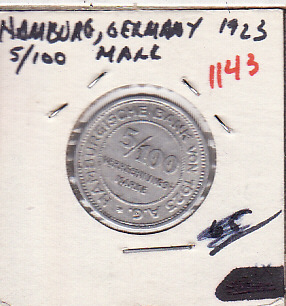 HAMBURG, GERMANY 1923
5/100 MARK
1143
HAMBURGISCHE BANK VON 1923 A.G.
5/100
VERRECHNUNGS
MARKE